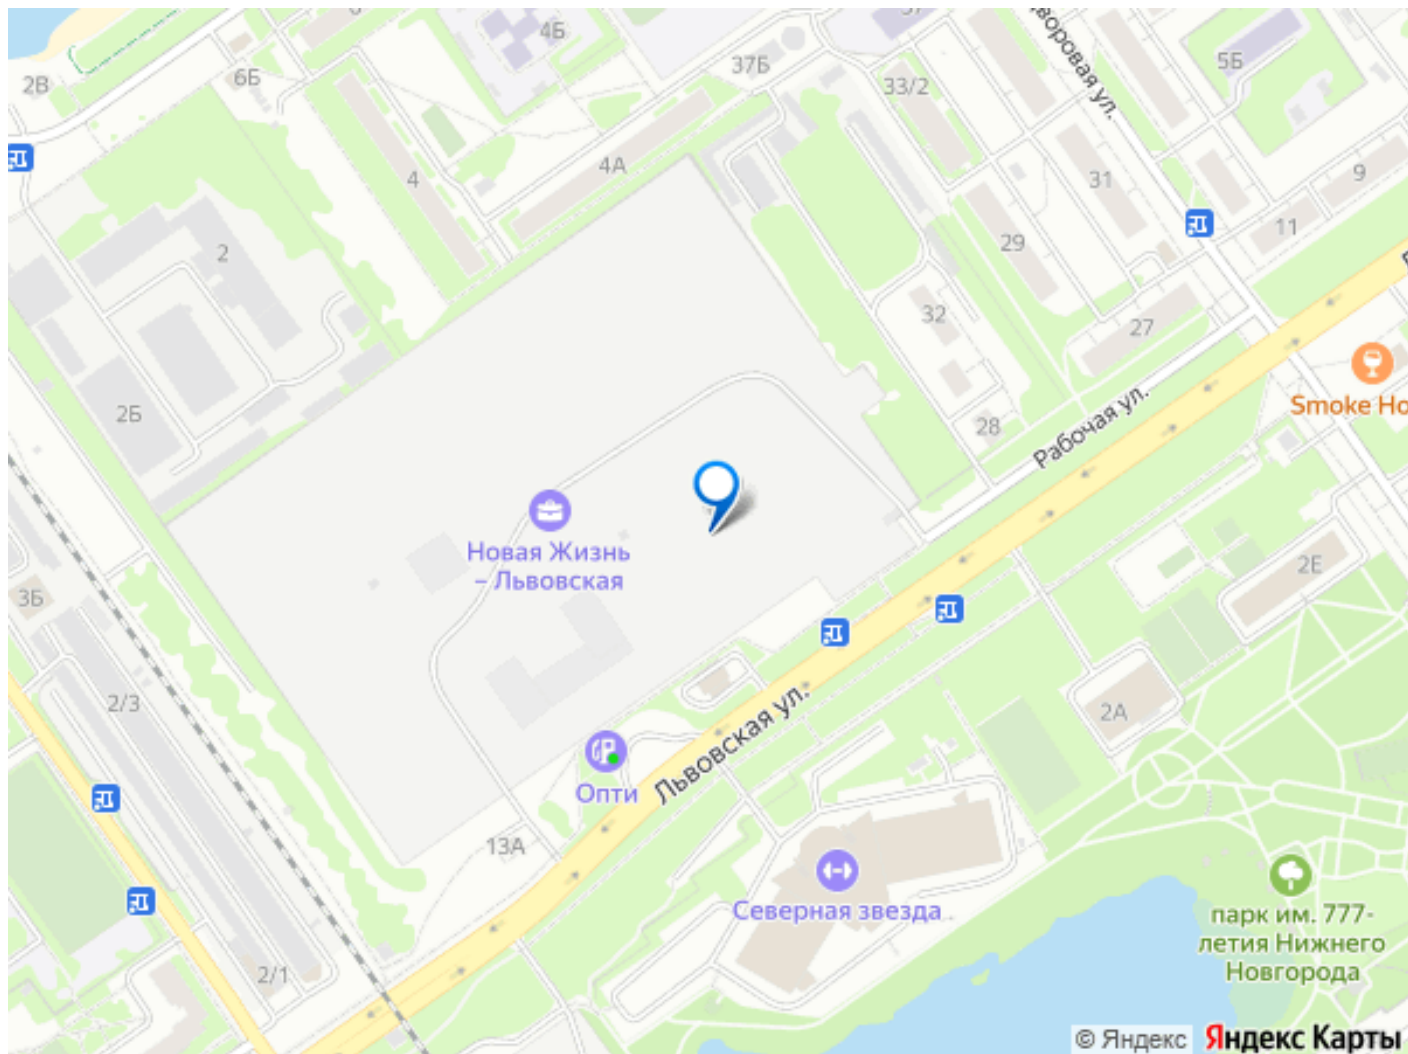 4Б
37Б
6Б
2В
33/2
5Б
4А
4
31
9
11
2
29
32
27
Smoke Ho
2Б
28
Рабочая ул.
Новая Жизнь
– Львовская
2Е
3Б
2/3
2А
Львовская ул.
Опти
13А
Северная звезда
парк им. 777-
летия Нижнего
Новгорода
2/1
© Яндекс Яндекс Карты